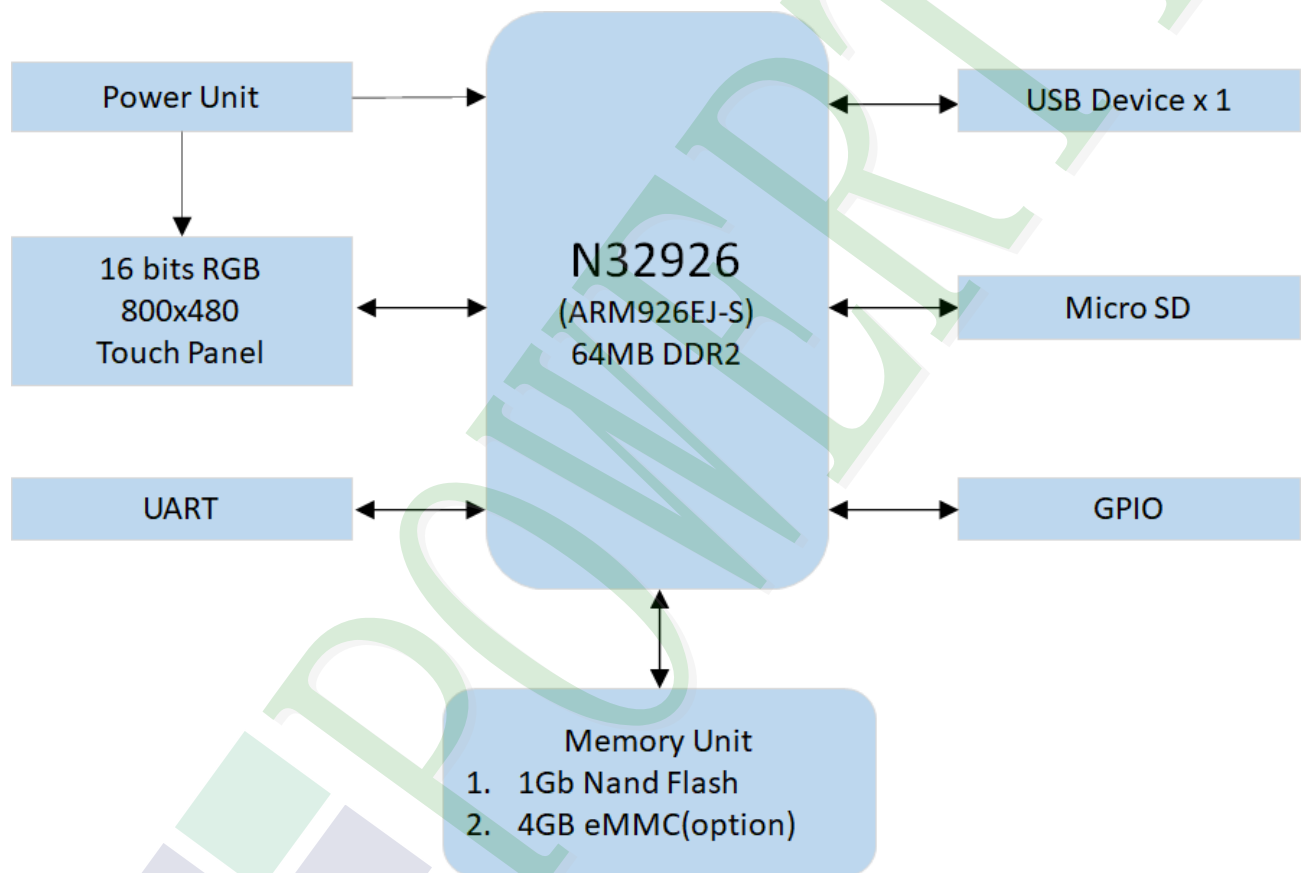 Power Unit
USB Device x 1
16 bits RGB
800x480
Touch Panel
N32926
(ARM926EJ-S)
64MB DDR2
Micro SD
UART
GPIO
Memory Unit
1. 1Gb Nand Flash
2. 4GB eMMC(option)